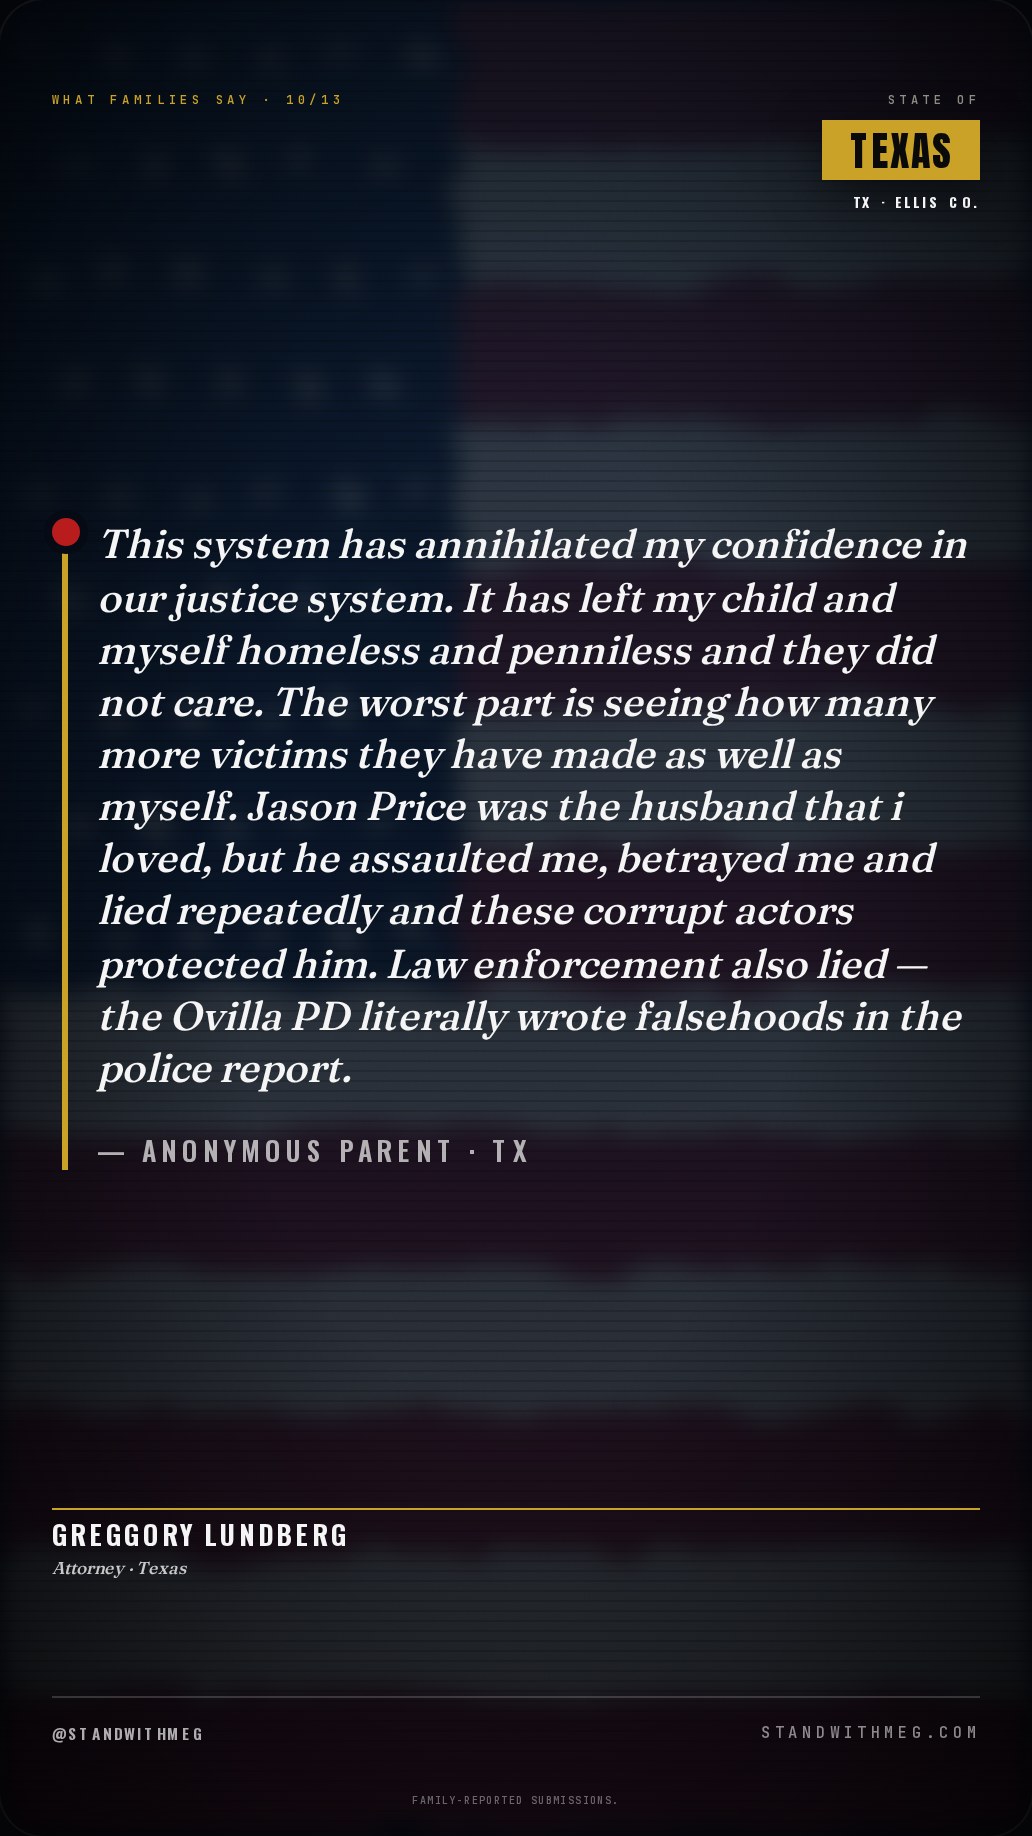 WHAT FAMILIES SAY · 10/13
STATE OF
TEXAS
TX · ELLIS CO.
This system has annihilated my confidence in
our justice system. It has left my child and
myself homeless and penniless and they did
not care. The worst part is seeing how many
more victims they have made as well as
myself. Jason Price was the husband that i
loved, but he assaulted me, betrayed me and
lied repeatedly and these corrupt actors
protected him. Law enforcement also lied —
the Ovilla PD literally wrote falsehoods in the
police report.
— ANONYMOUS PARENT · TX
GREGGORY LUNDBERG
Attorney · Texas
@STANDWITHMEG
STANDWITHMEG.COM
FAMILY-REPORTED SUBMISSIONS.